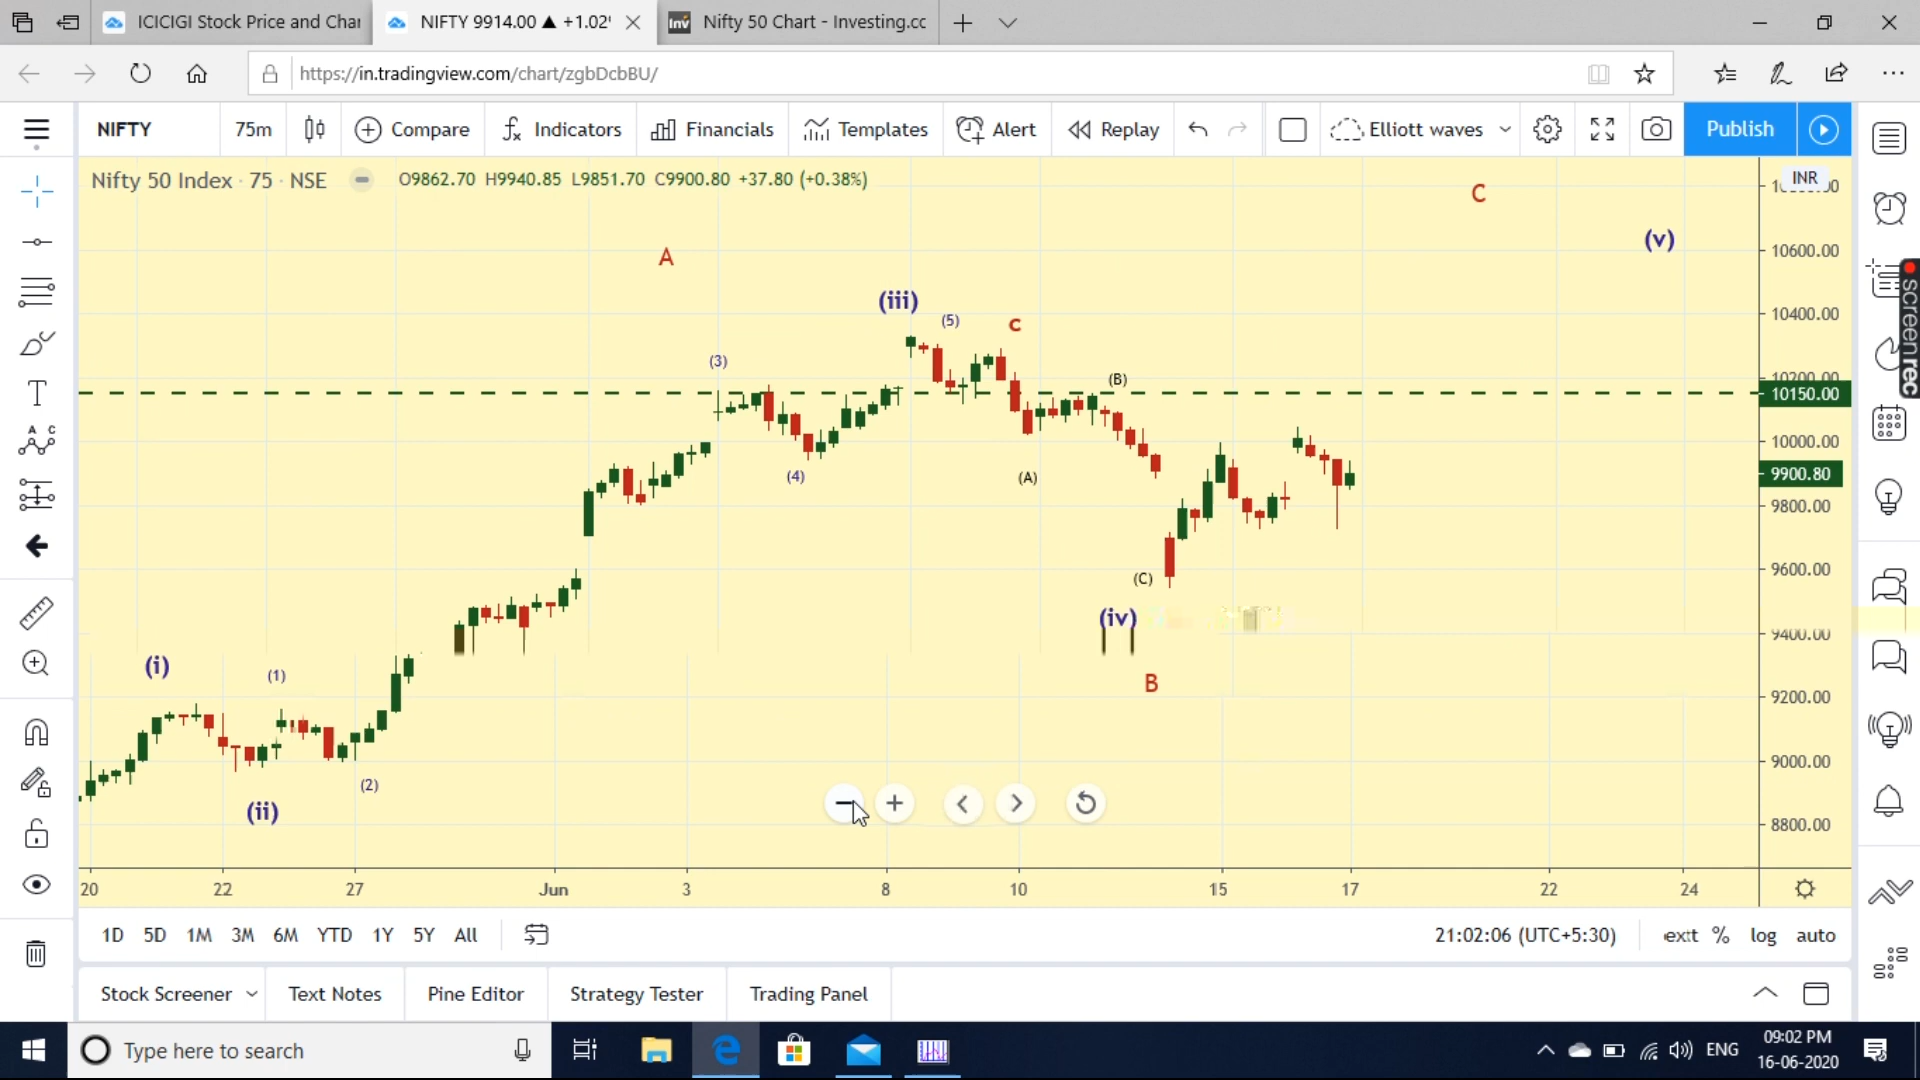 ICICIGI Stock Price and Char
NIFTY 9914.00 ▲ +1.02%
Nifty 50 Chart - Investing.cc
https://in.tradingview.com/chart/zgbDcbBU/
NIFTY
75m
Compare
Indicators
Financials
Templates
Alert
Replay
Elliott waves
Publish
Nifty 50 Index · 75 · NSE
O9862.70 H9940.85 L9851.70 C9900.80 +37.80 (+0.38%)
INR
C
(v)
10600.00
A
(iii)
(5)
c
10400.00
(3)
(B)
10200.00
10150.00
10000.00
(4)
(A)
9900.80
9800.00
(C)
9600.00
(iv)
9400.00
(i)
(1)
B
9200.00
(2)
9000.00
(ii)
8800.00
20 22 27 Jun 3 8 10 15 17 22 24
1D 5D 1M 3M 6M YTD 1Y 5Y All
21:02:06 (UTC+5:30)
% log auto
Stock Screener
Text Notes
Pine Editor
Strategy Tester
Trading Panel
screenrec
Type here to search
ENG
09:02 PM
16-06-2020